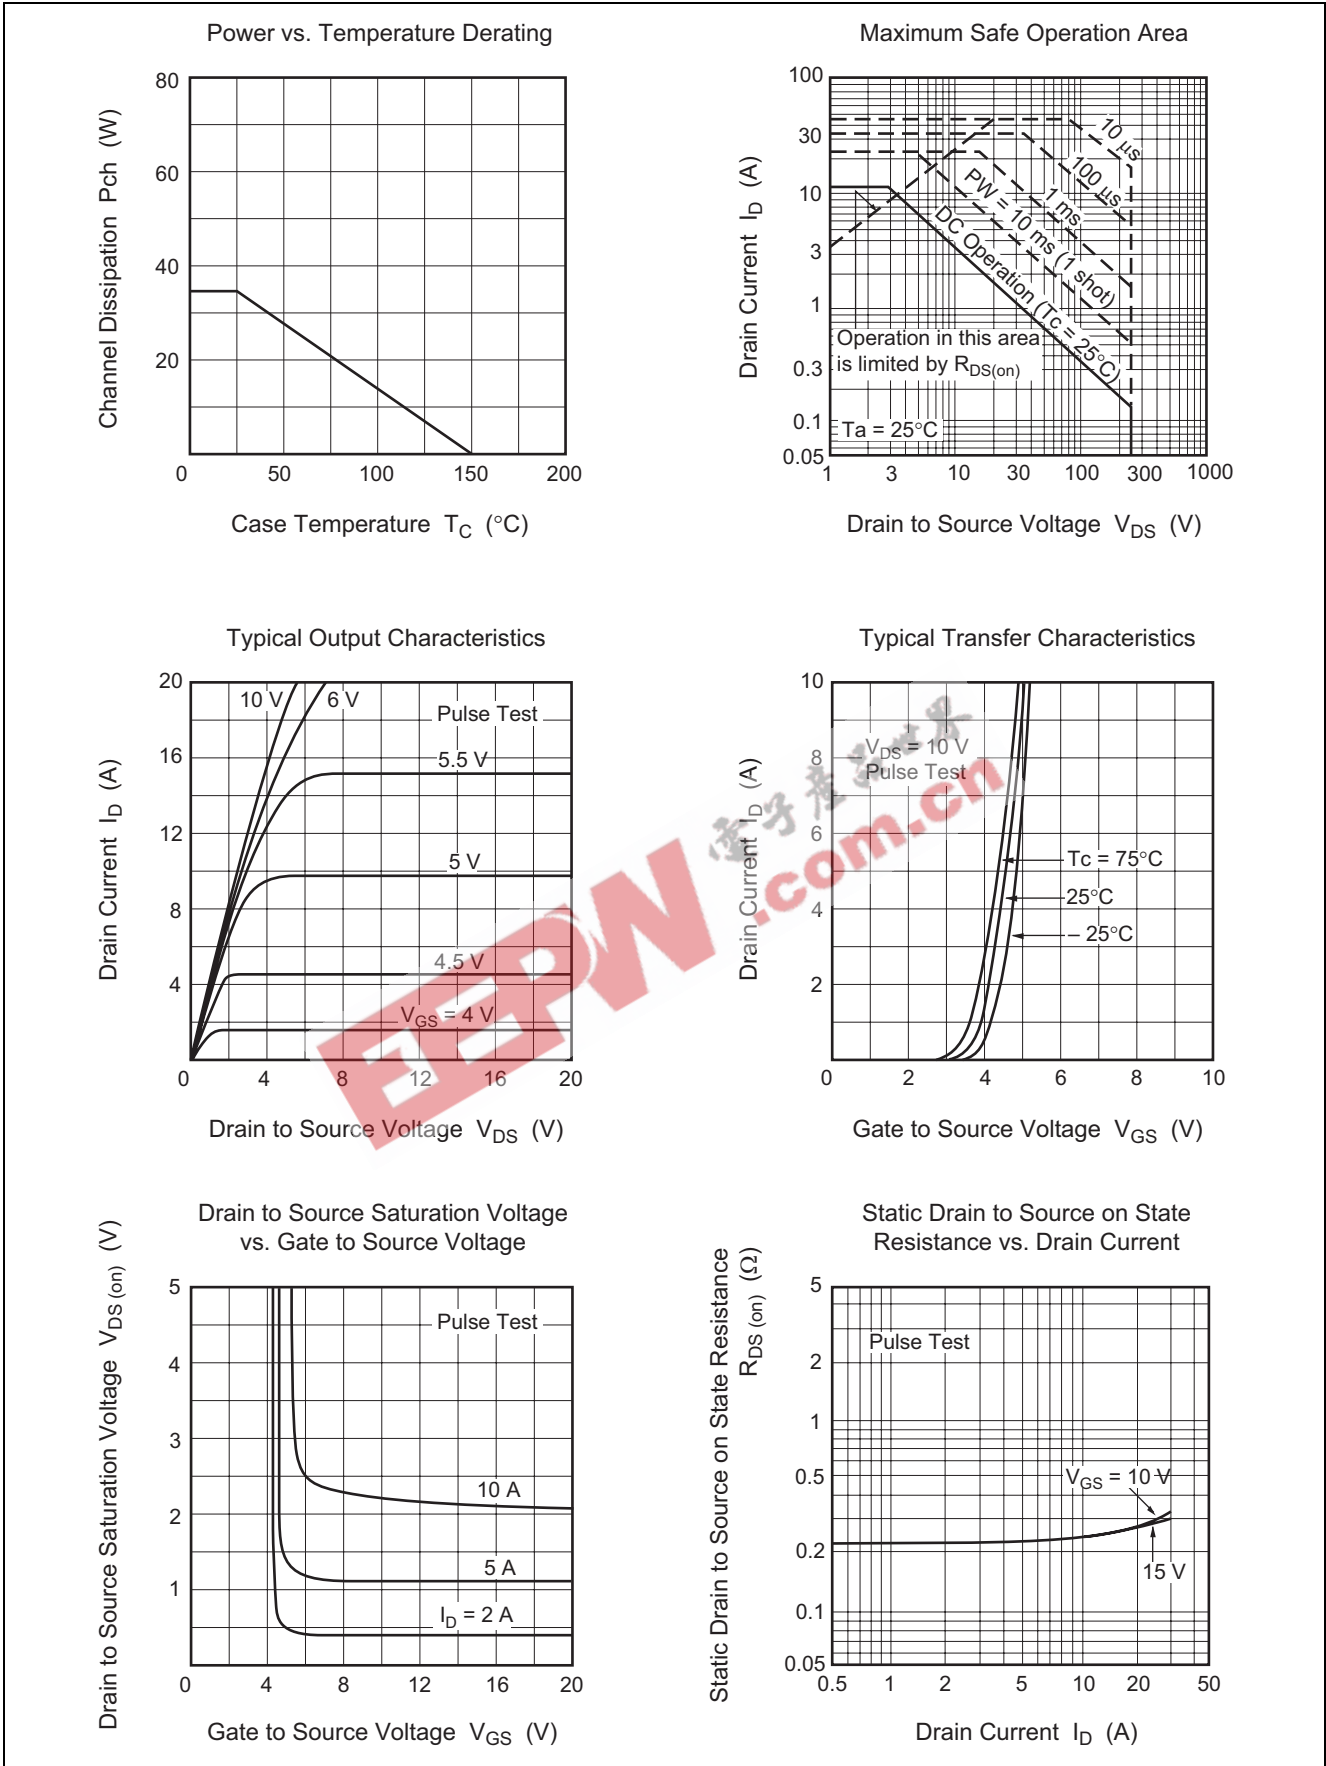 Power vs. Temperature Derating
Channel Dissipation Pch (W)
80
60
40
20
0 50 100 150 200
Case Temperature TC (°C)
Maximum Safe Operation Area
Drain Current ID (A)
100
30
10
3
1
0.3
0.1
0.05
10 μs
100 μs
1 ms
PW = 10 ms (1 shot)
DC Operation (Tc = 25°C)
Operation in this area
is limited by RDS(on)
Ta = 25°C
1 3 10 30 100 300 1000
Drain to Source Voltage VDS (V)
Typical Output Characteristics
Drain Current ID (A)
20
16
12
8
4
10 V 6 V
Pulse Test
5.5 V
5 V
4.5 V
VGS = 4 V
0 4 8 12 16 20
Drain to Source Voltage VDS (V)
Typical Transfer Characteristics
Drain Current ID (A)
10
8
6
4
2
VDS = 10 V
Pulse Test
Tc = 75°C
25°C
– 25°C
0 2 4 6 8 10
Gate to Source Voltage VGS (V)
EEPW
電子產品世界
.com.cn
Drain to Source Saturation Voltage
vs. Gate to Source Voltage
Drain to Source Saturation Voltage VDS (on) (V)
5
4
3
2
1
Pulse Test
10 A
5 A
ID = 2 A
0 4 8 12 16 20
Gate to Source Voltage VGS (V)
Static Drain to Source on State
Resistance vs. Drain Current
Static Drain to Source on State Resistance
RDS (on) (Ω)
5
2
1
0.5
0.2
0.1
0.05
Pulse Test
VGS = 10 V
15 V
0.5 1 2 5 10 20 50
Drain Current ID (A)